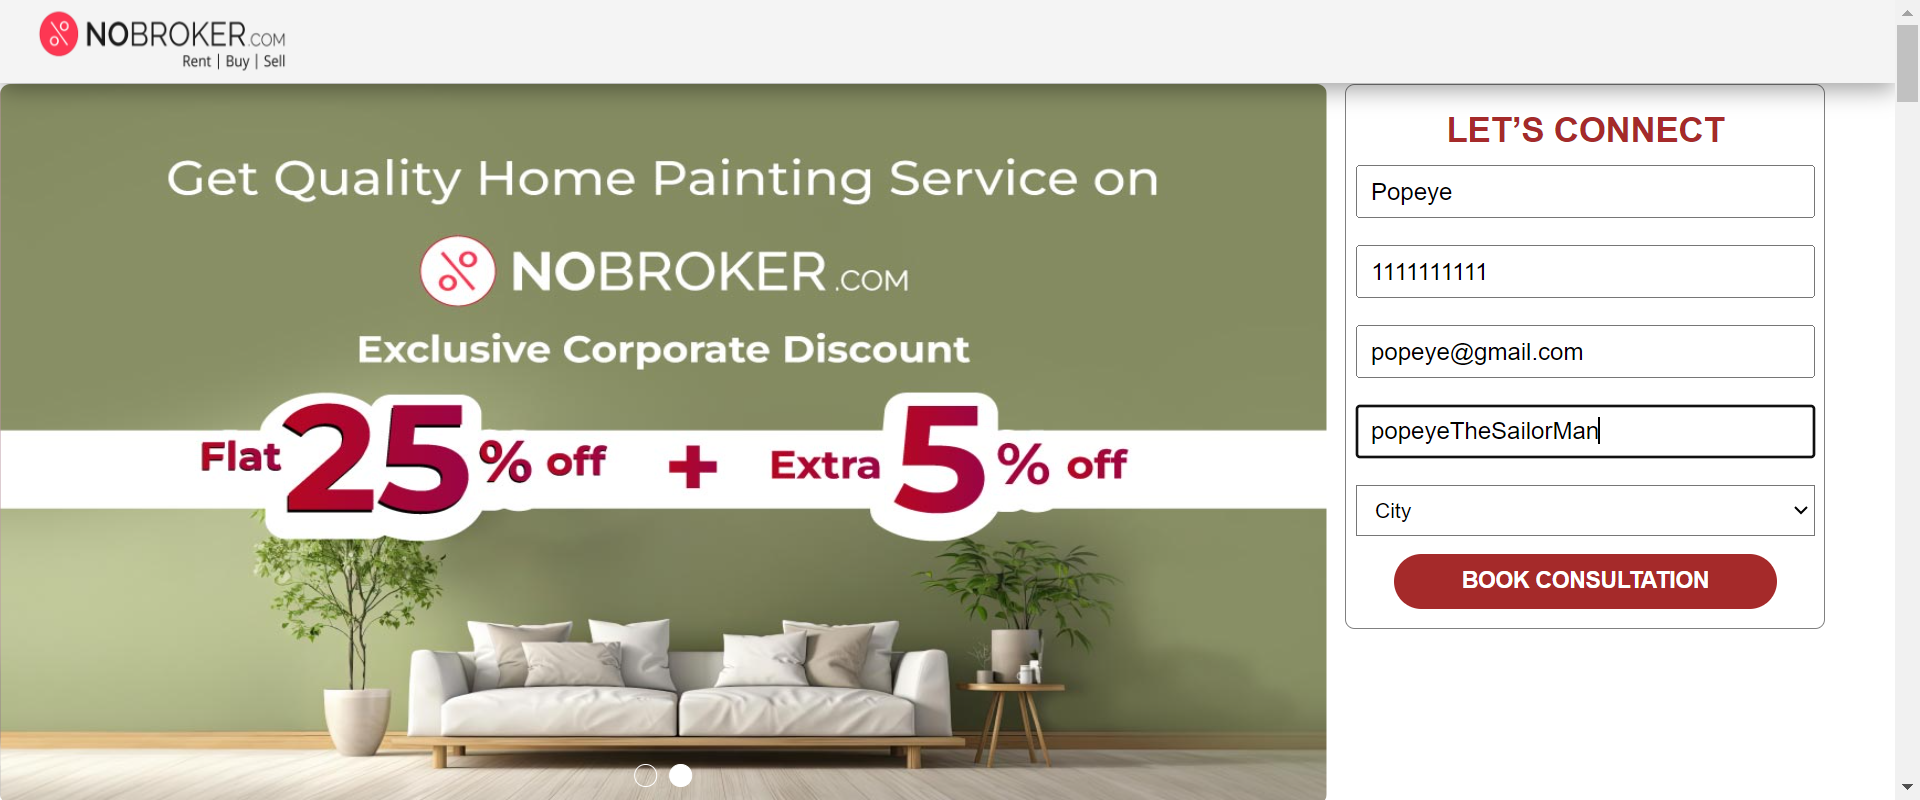 NOBROKER.COM
Rent | Buy | Sell
Get Quality Home Painting Service on
NOBROKER.COM
Exclusive Corporate Discount
Flat 25% off + Extra 5% off
LET’S CONNECT
Popeye
1111111111
popeye@gmail.com
popeyeTheSailorMan
City
BOOK CONSULTATION